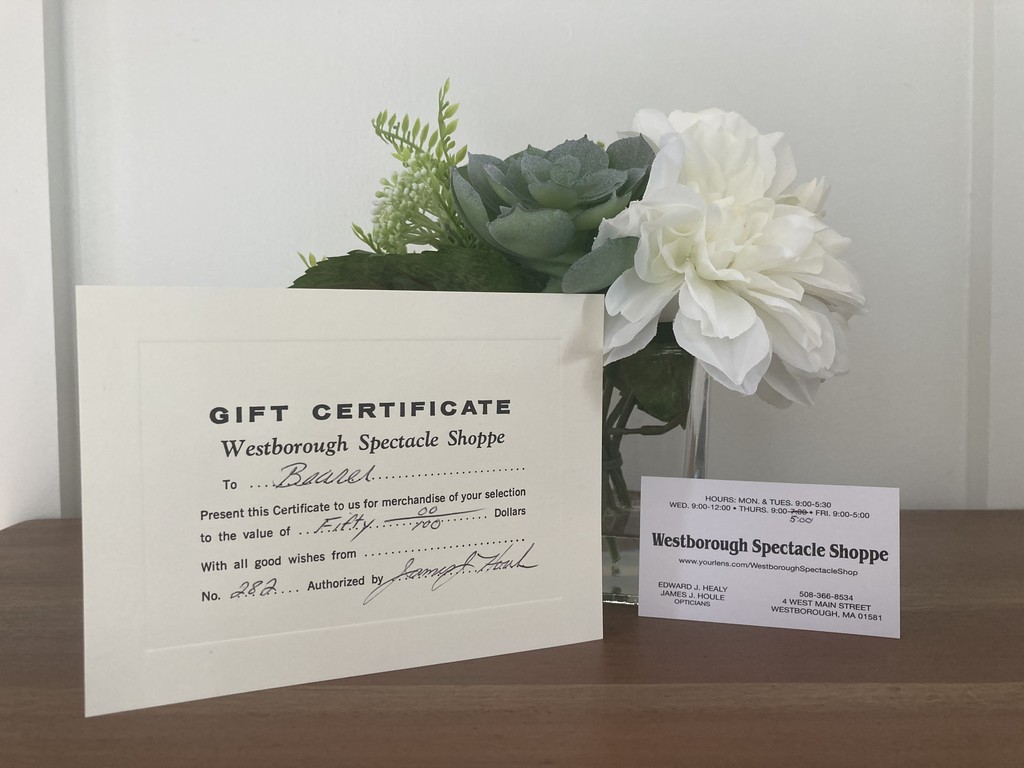 GIFT CERTIFICATE
Westborough Spectacle Shoppe
To ....Bearer..............................
Present this Certificate to us for merchandise of your selection
to the value of ...Fifty 00/100 Dollars
With all good wishes from ................................
No. 282.... Authorized by James J. Houle
HOURS: MON. & TUES. 9:00-5:30
WED. 9:00-12:00 • THURS. 9:00-7:00 • FRI. 9:00-5:00
5:00
Westborough Spectacle Shoppe
www.yourlens.com/WestboroughSpectacleShop
EDWARD J. HEALY
JAMES J. HOULE
OPTICIANS
508-366-8534
4 WEST MAIN STREET
WESTBOROUGH, MA 01581